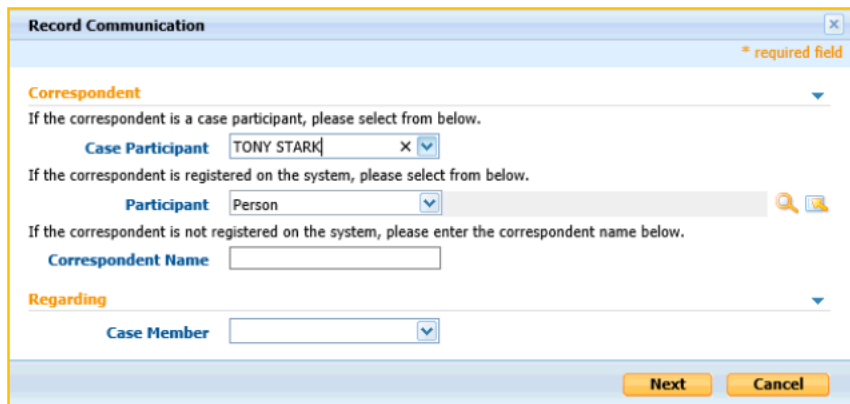 Record Communication
* required field
Correspondent
If the correspondent is a case participant, please select from below.
Case Participant TONY STARK
If the correspondent is registered on the system, please select from below.
Participant Person
If the correspondent is not registered on the system, please enter the correspondent name below.
Correspondent Name
Regarding
Case Member
Next Cancel